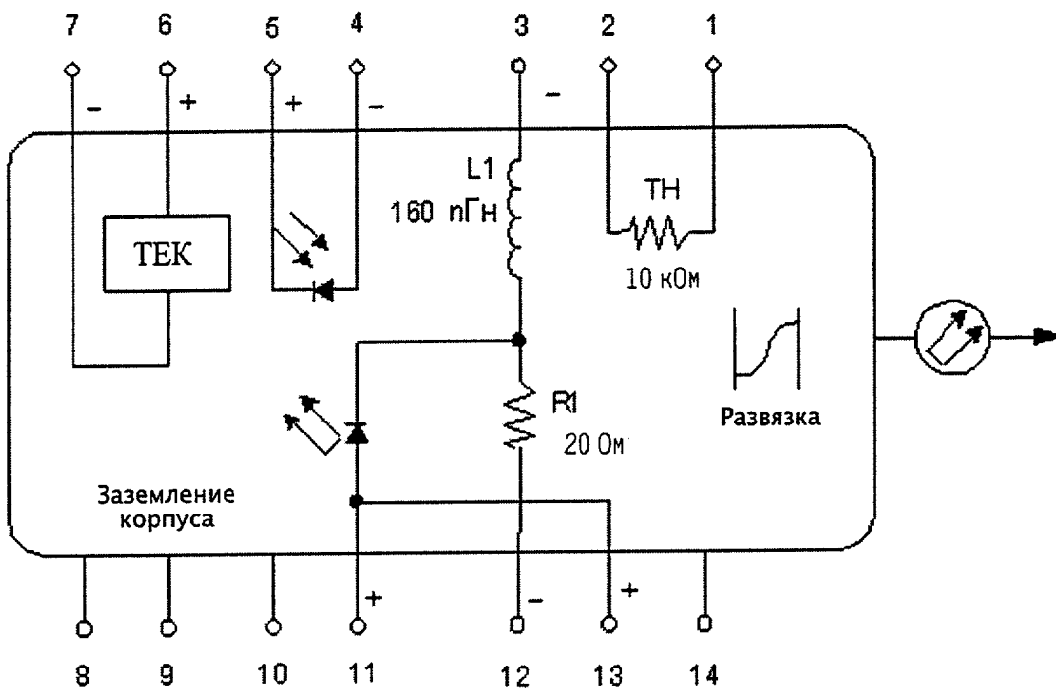 7 6 5 4 3 2 1
- + + - - 
L1
160 пГн
TH
10 кОм
ТЕК
R1
20 Ом
Развязка
Заземление
корпуса
+ - +
8 9 10 11 12 13 14